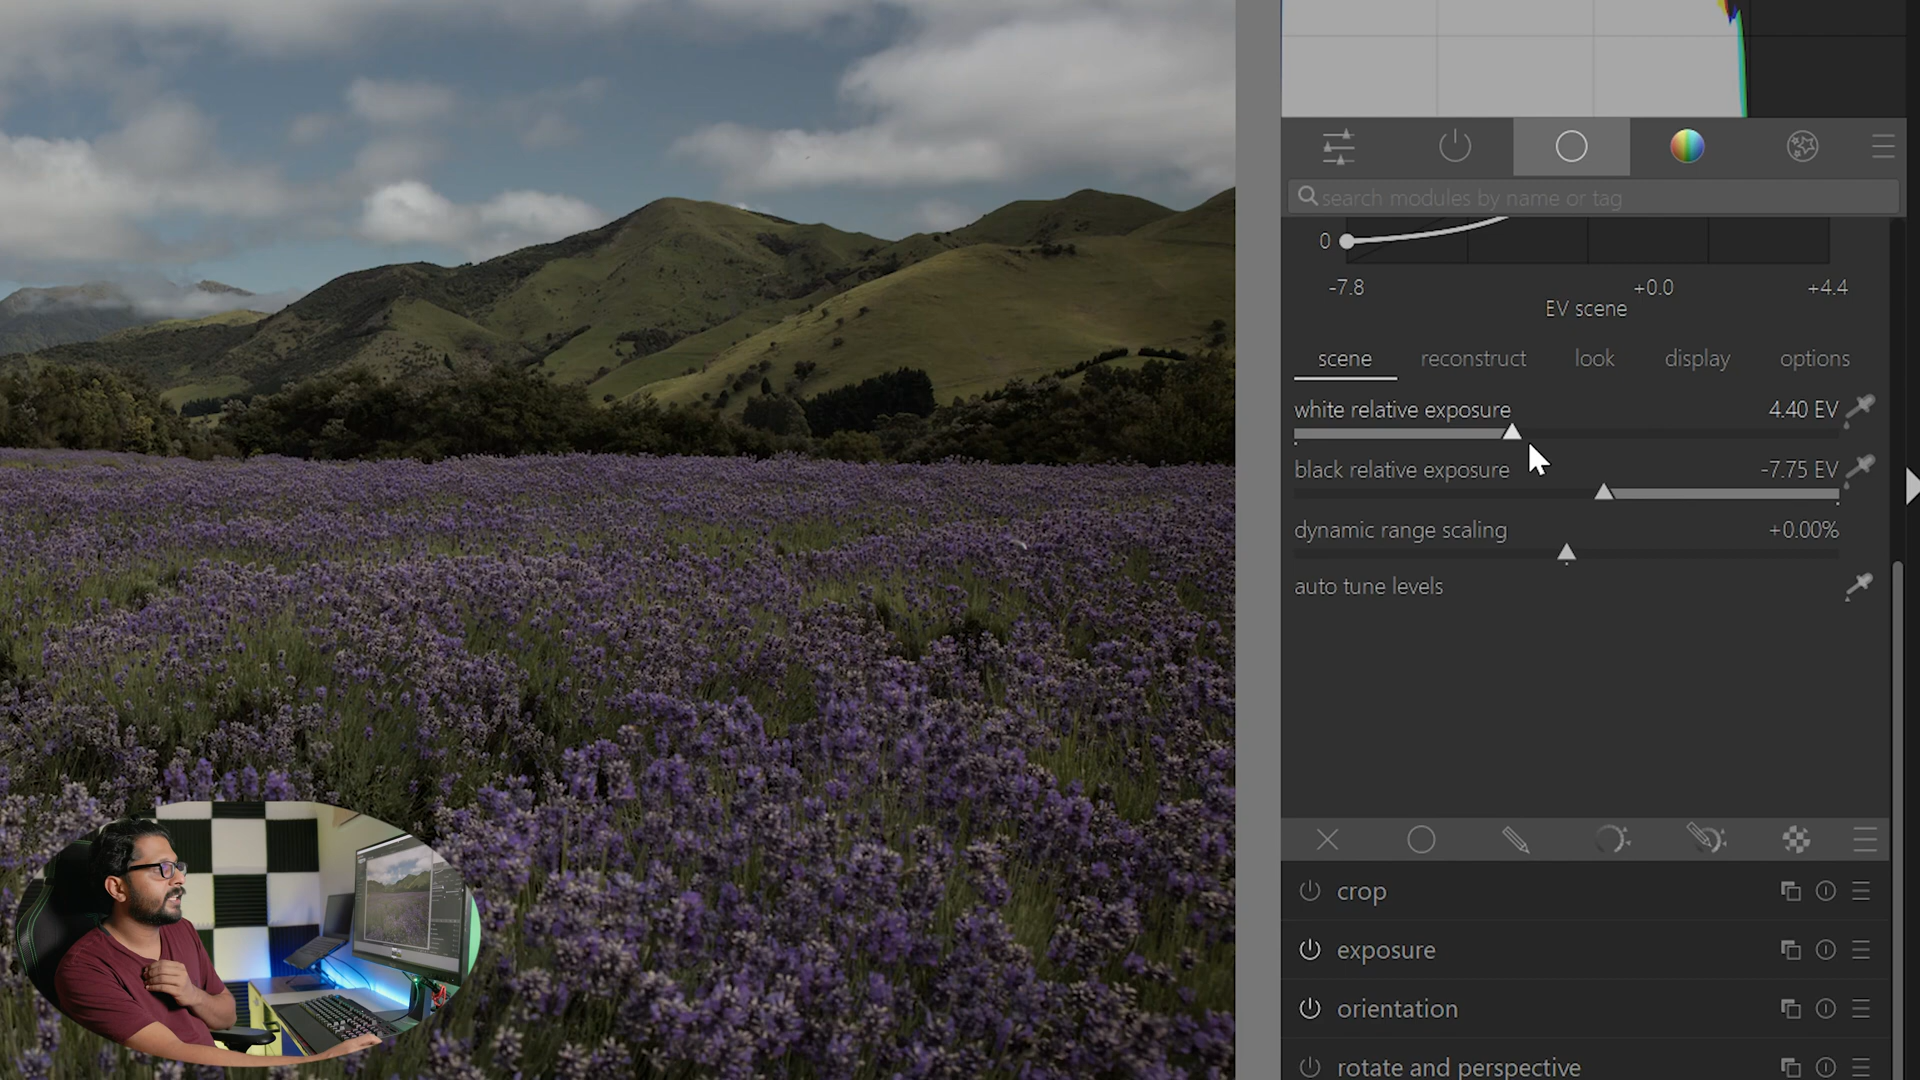 search modules by name or tag
0
-7.8 +0.0 +4.4
EV scene
scene reconstruct look display options
white relative exposure 4.40 EV
black relative exposure -7.75 EV
dynamic range scaling +0.00%
auto tune levels
crop
exposure
orientation
rotate and perspective